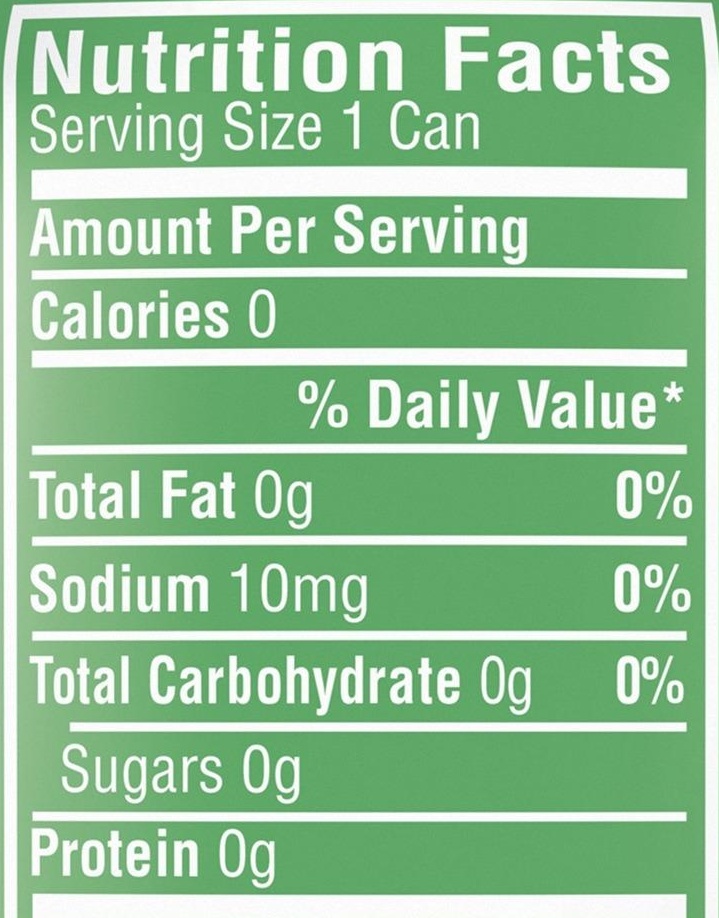 Nutrition Facts
Serving Size 1 Can
Amount Per Serving
Calories 0
% Daily Value*
Total Fat 0g 0%
Sodium 10mg 0%
Total Carbohydrate 0g 0%
Sugars 0g
Protein 0g